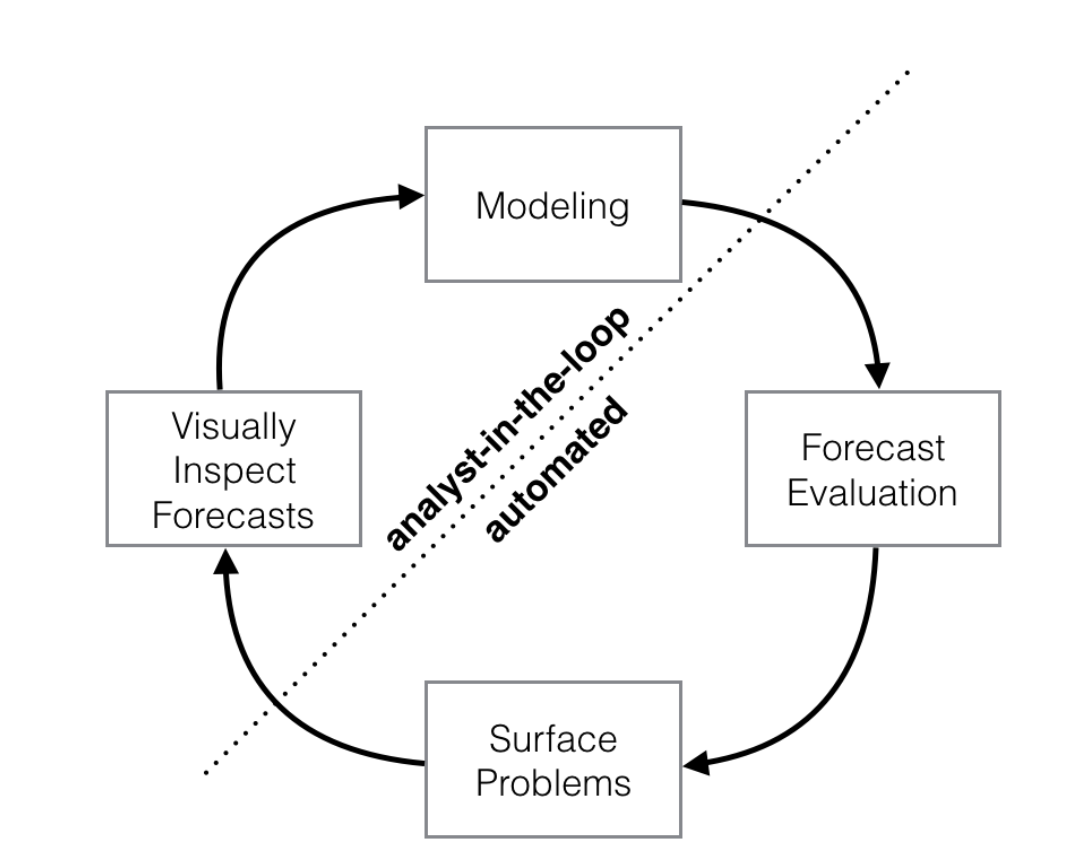 Modeling
analyst-in-the-loop
automated
Visually
Inspect
Forecasts
Forecast
Evaluation
Surface
Problems